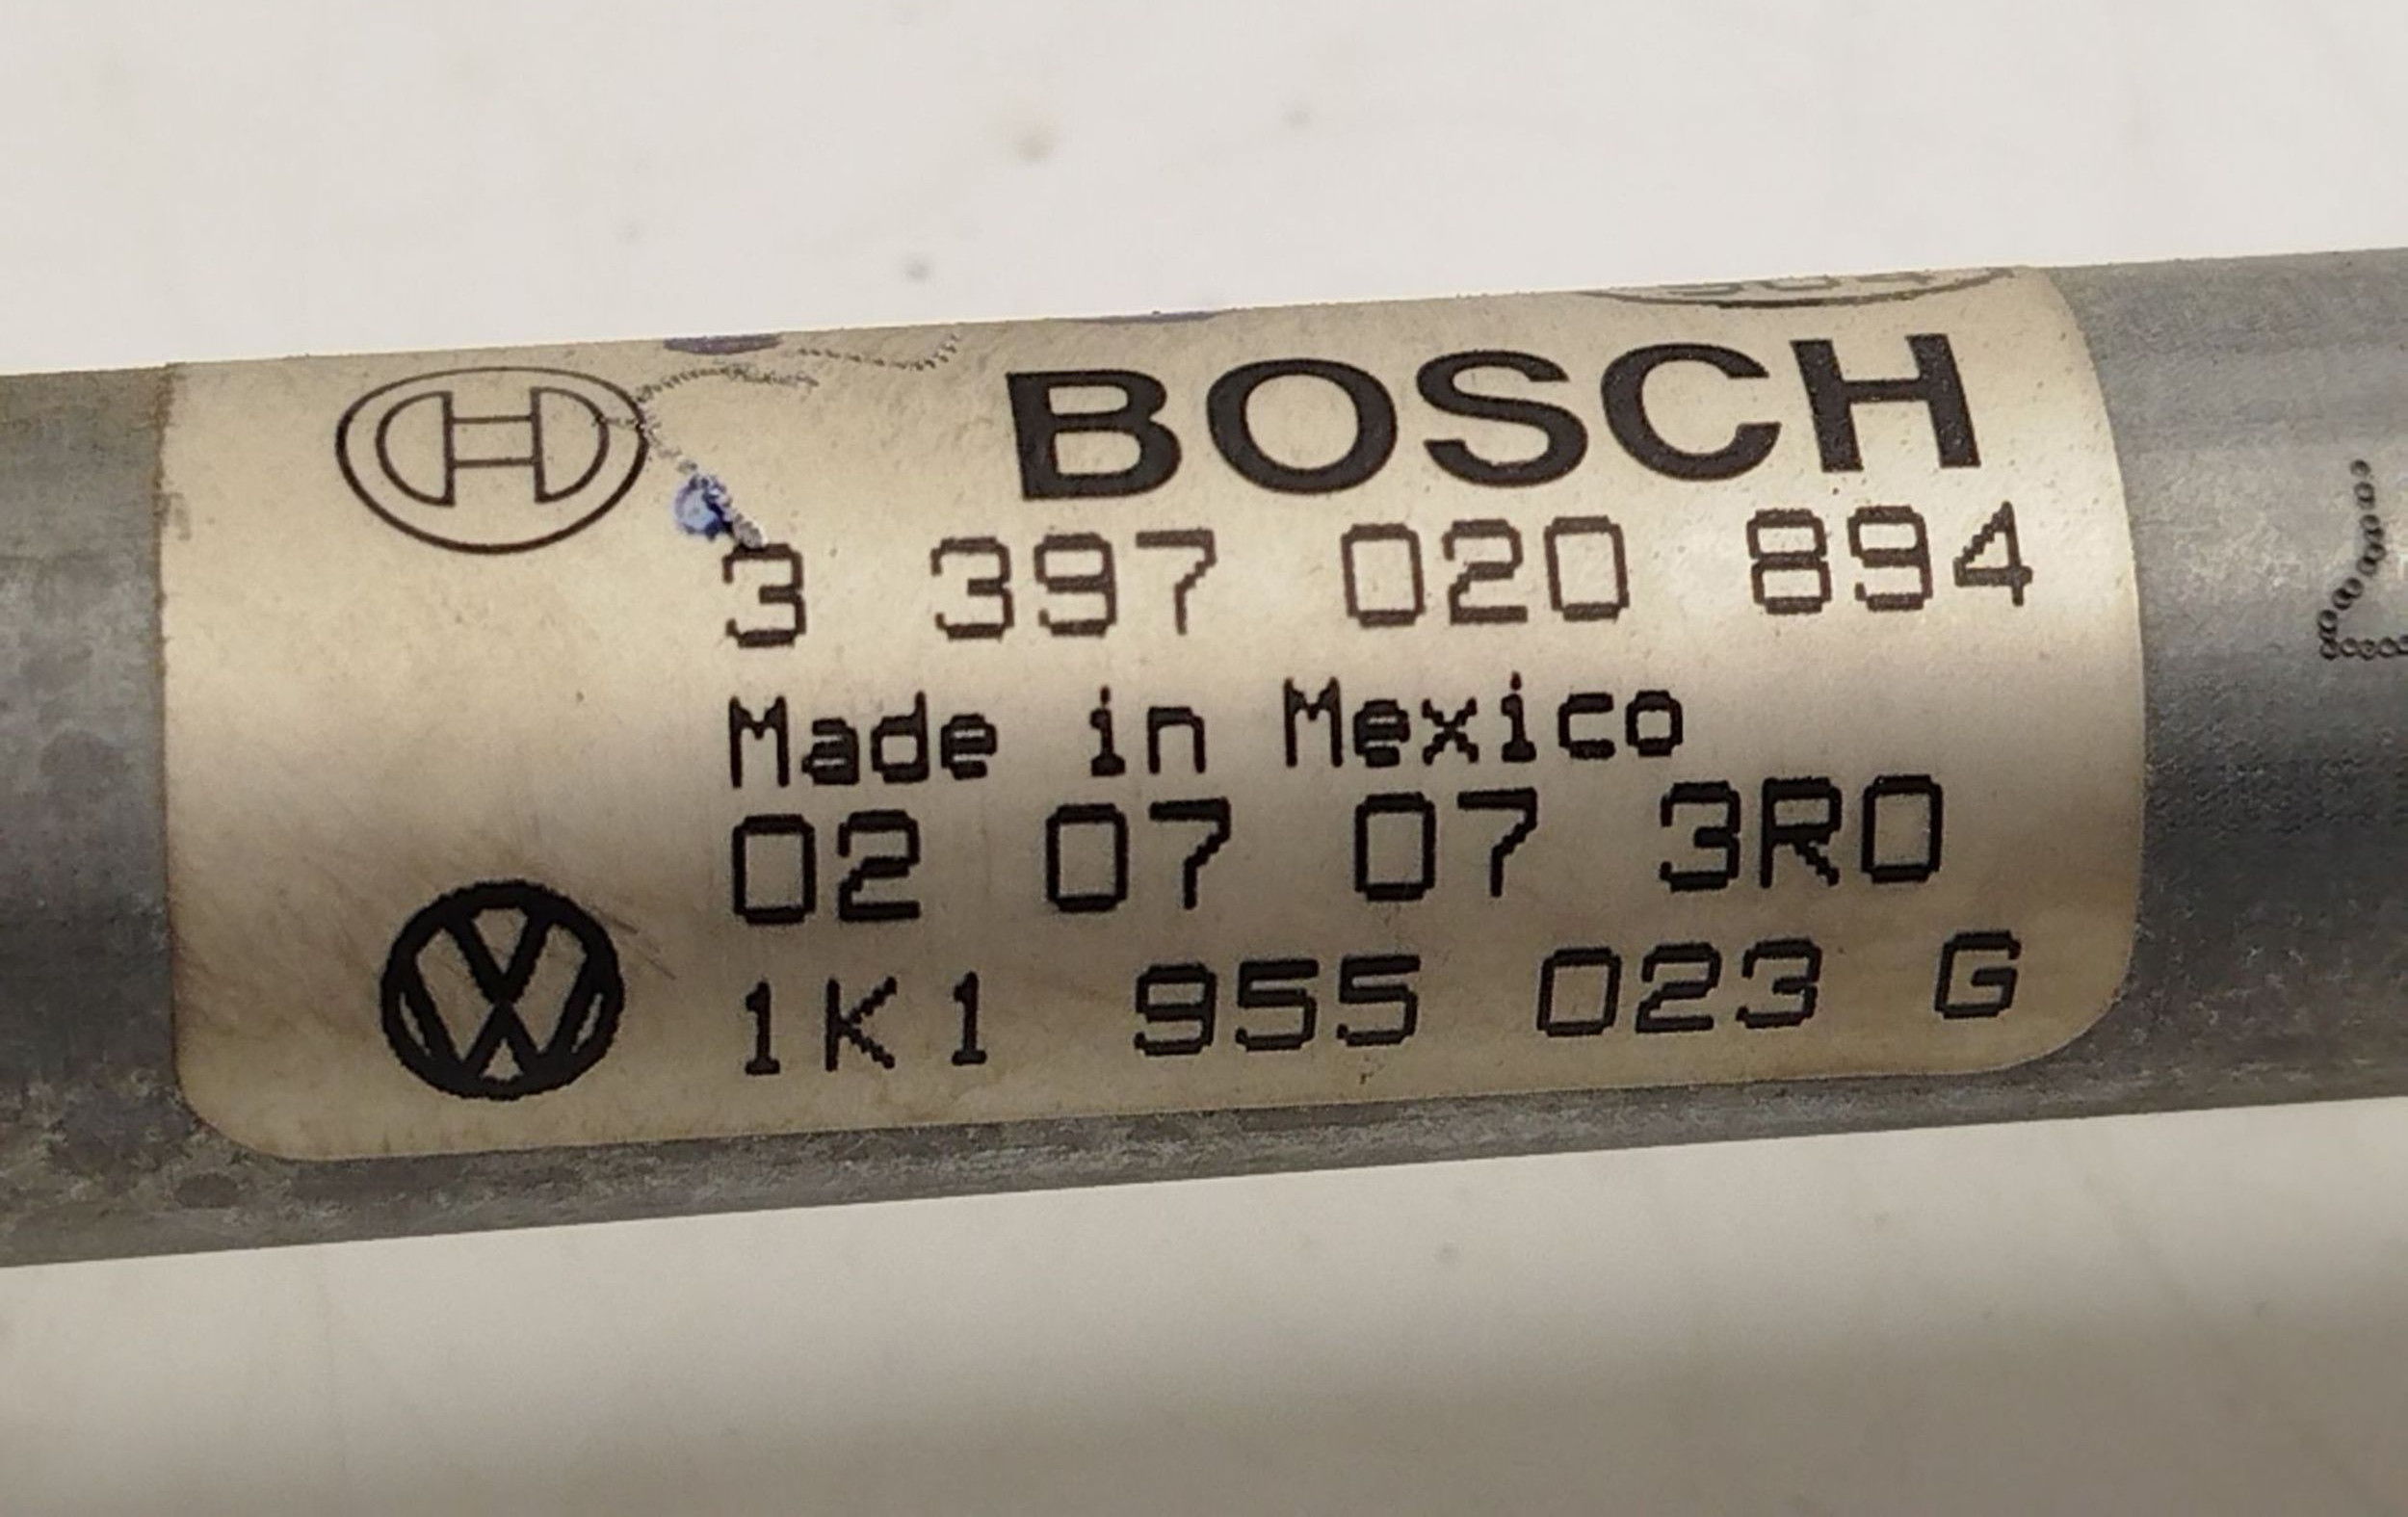 BOSCH
3 397 020 894
Made in Mexico
02 07 07 3R0
1K1 955 023 G